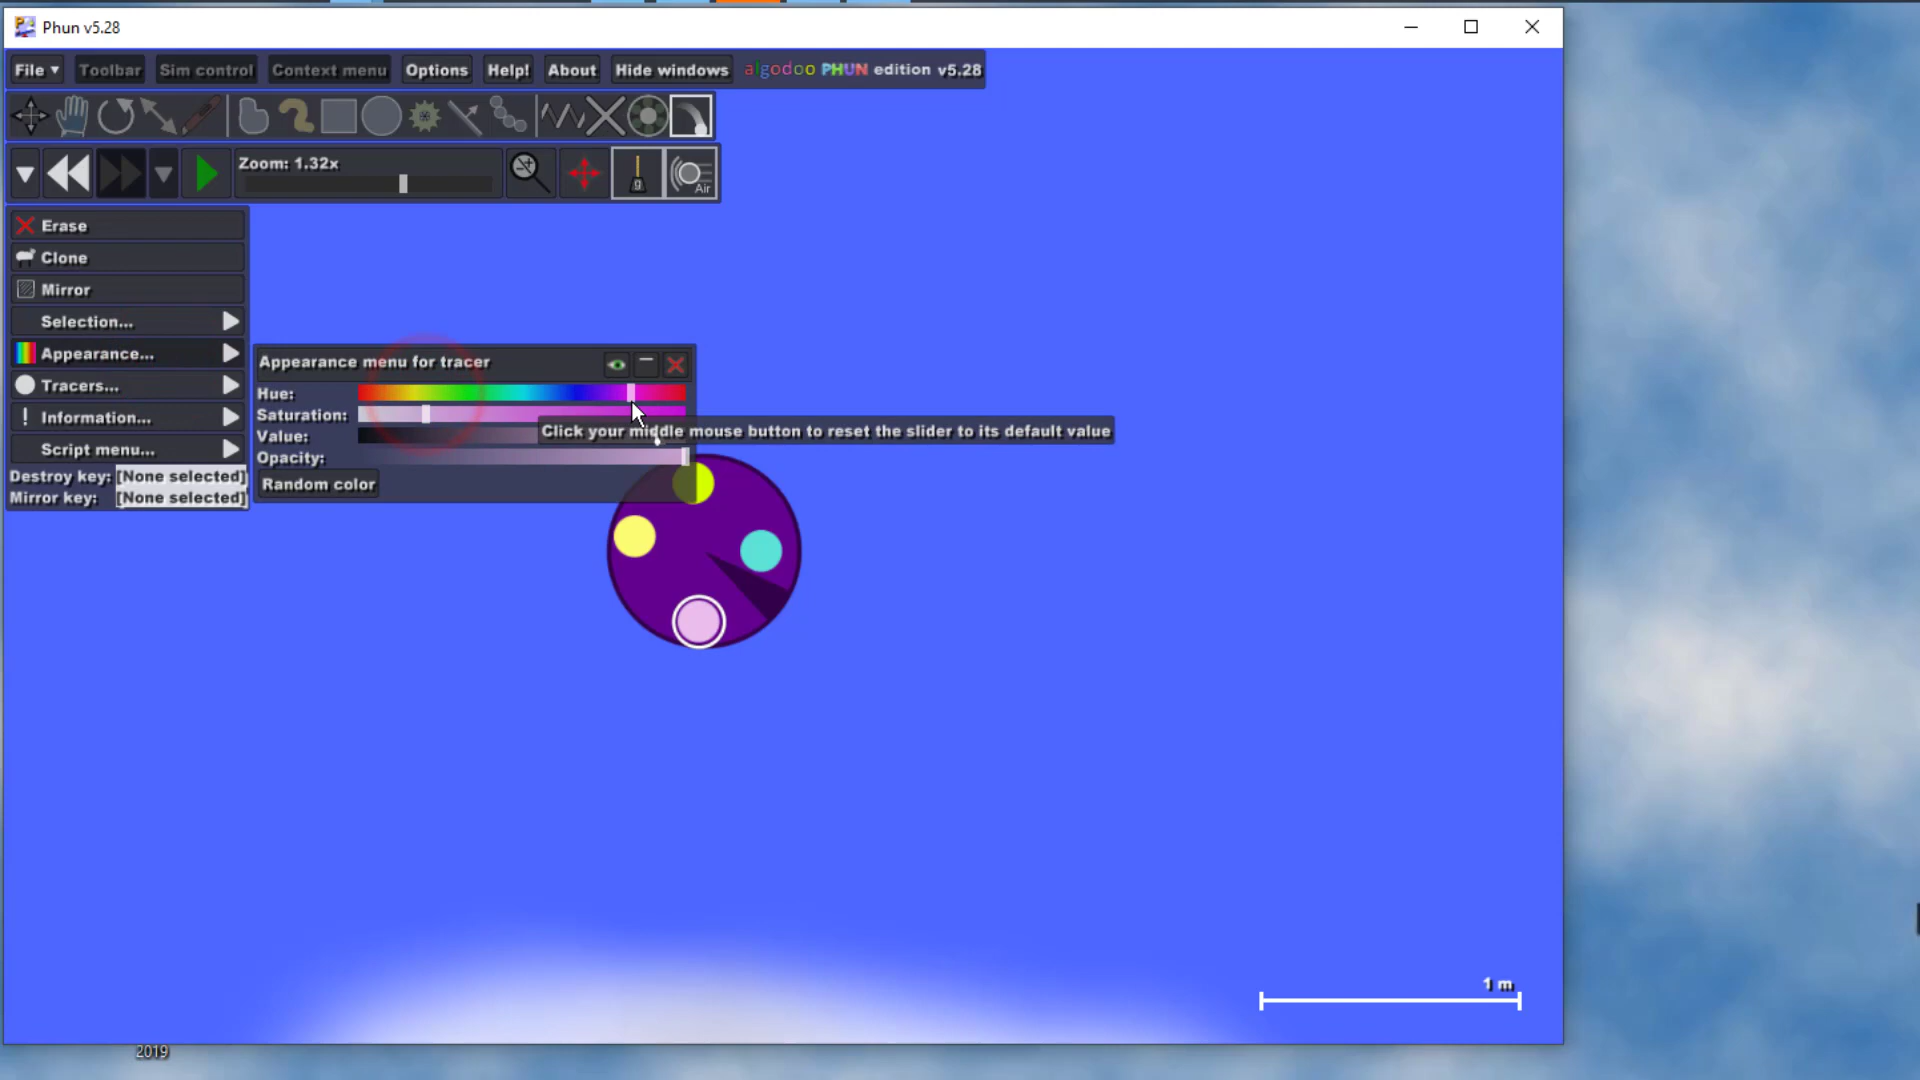 Phun v5.28
File Toolbar Sim control Context menu Options Help! About Hide windows algodoo PHUN edition v5.28
Zoom: 1.32x
g
Air
Erase
Clone
Mirror
Selection...
Appearance...
Tracers...
Information...
Script menu...
Destroy key: [None selected]
Mirror key: [None selected]
Appearance menu for tracer
Hue:
Saturation:
Value:
Opacity:
Random color
Click your middle mouse button to reset the slider to its default value
1 m
2019